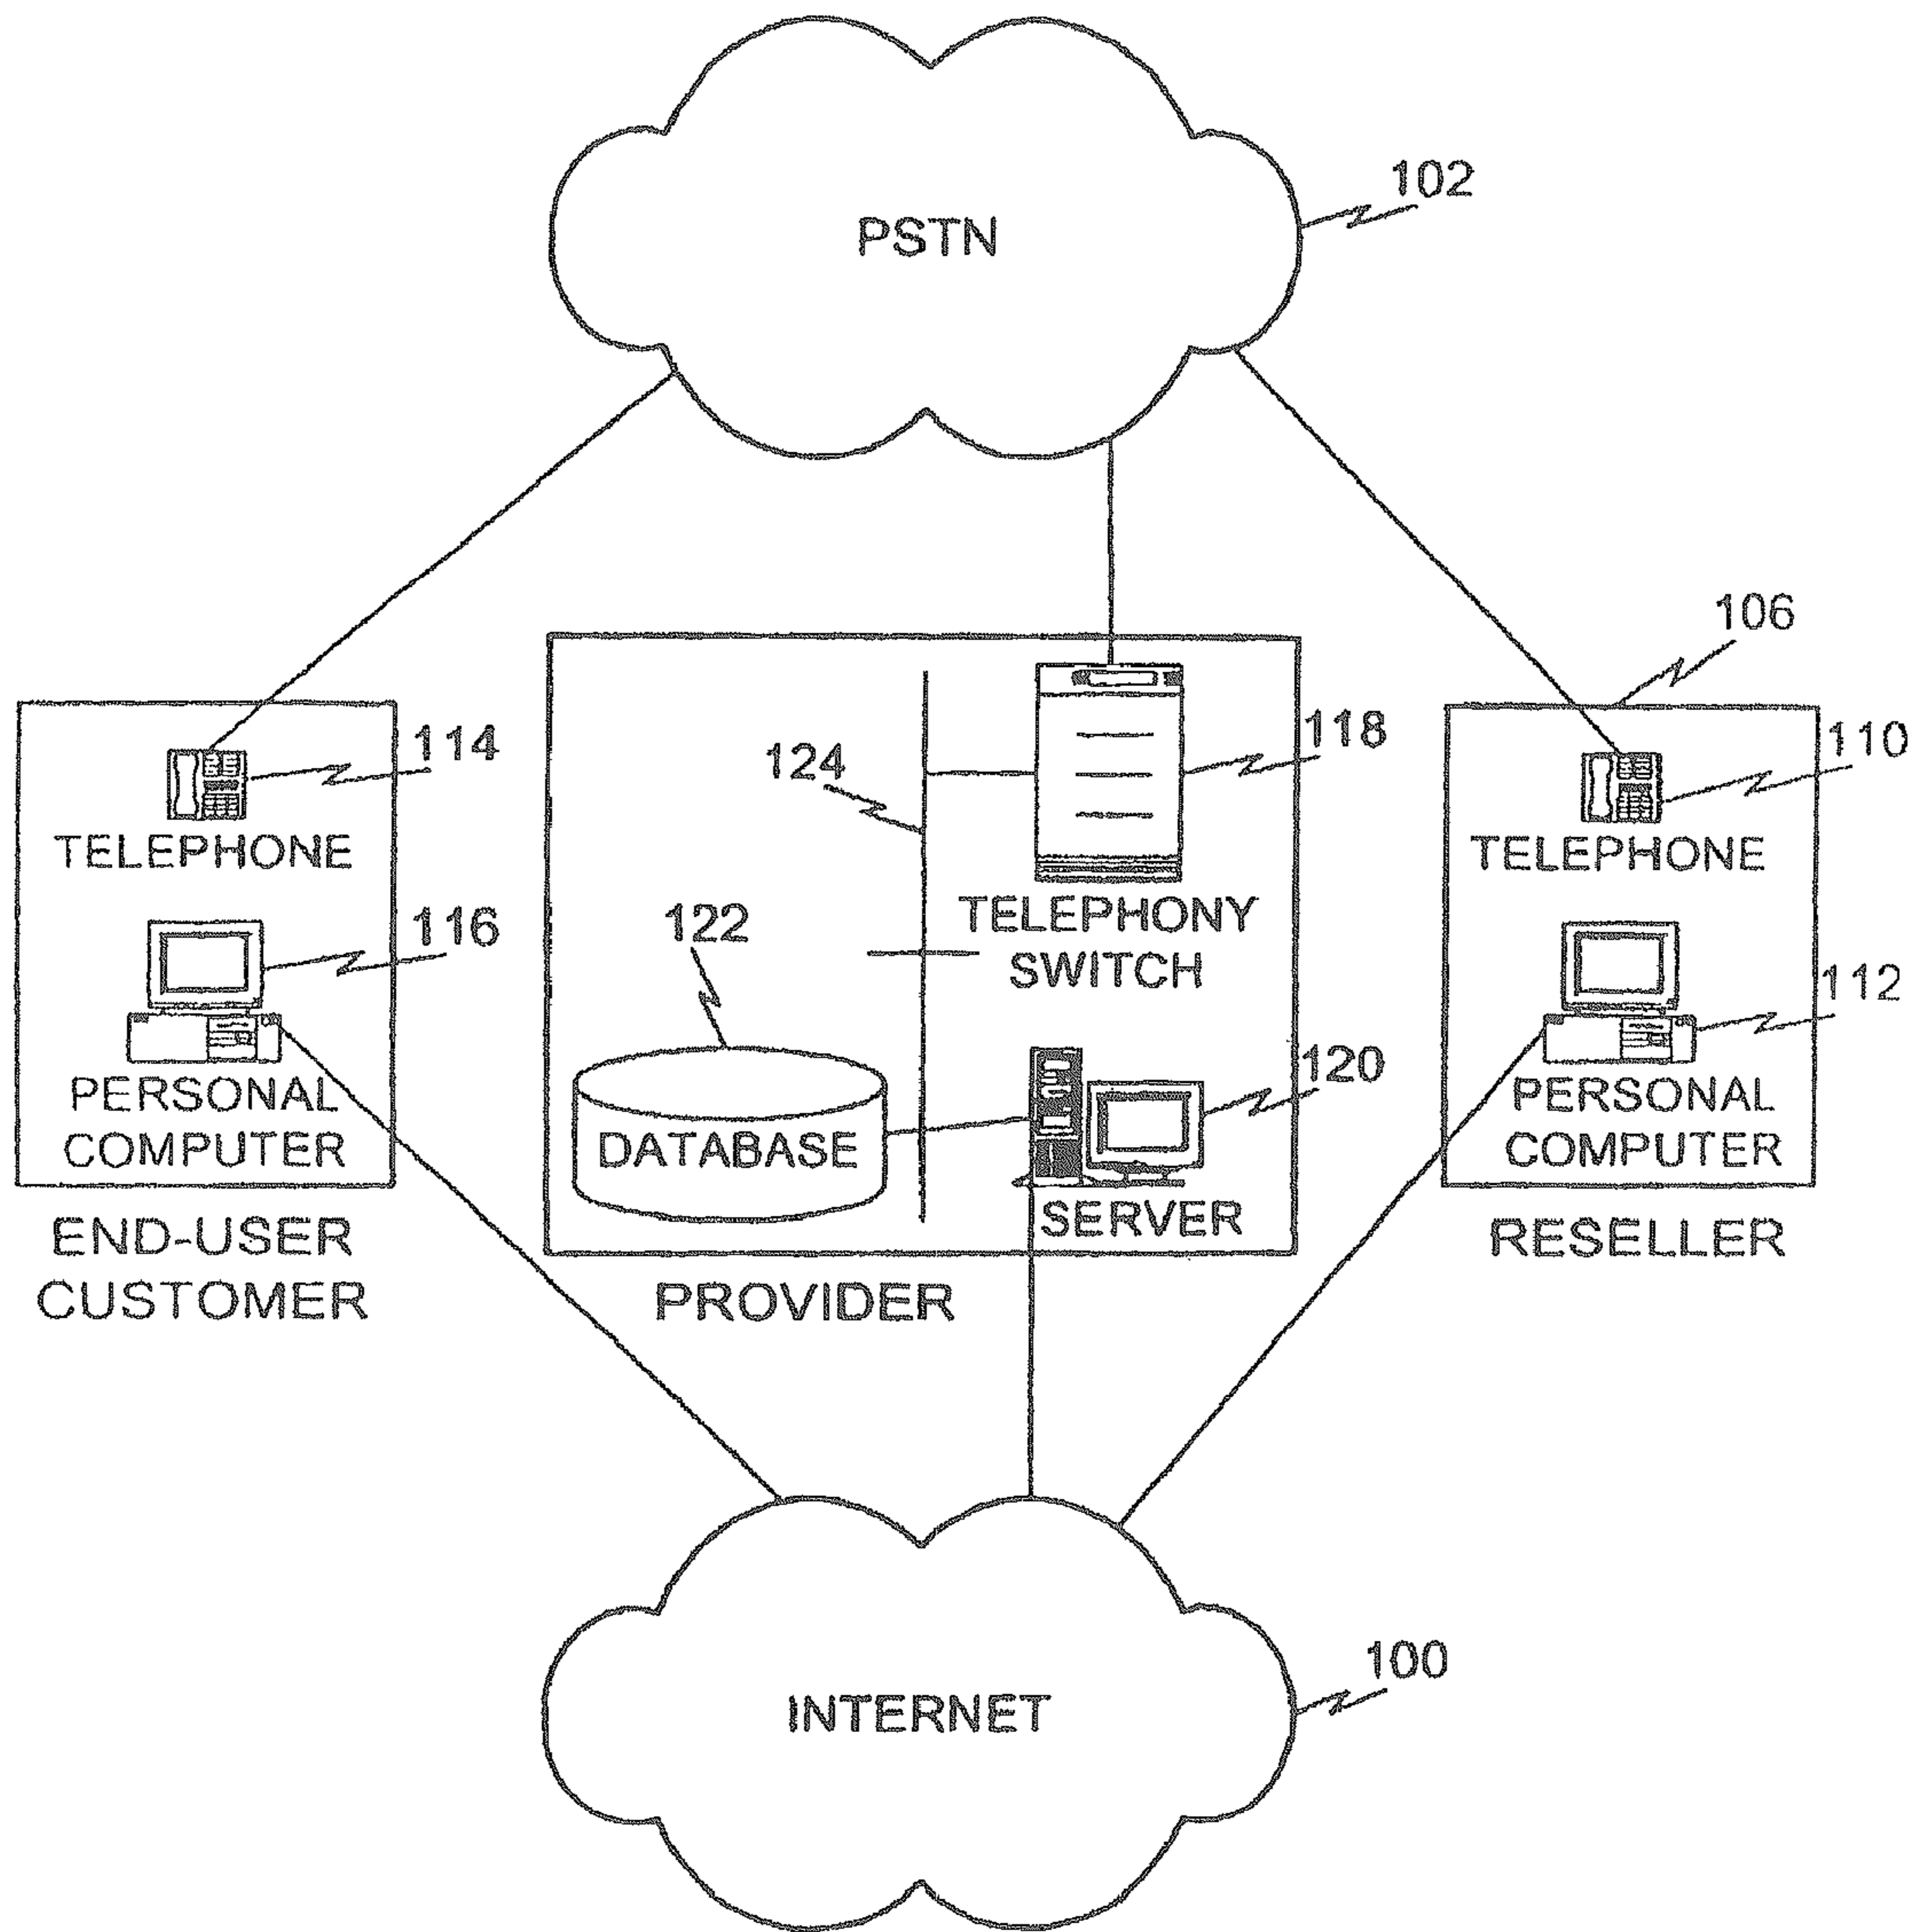 PSTN
102
106
114
TELEPHONE
116
PERSONAL
COMPUTER
END-USER
CUSTOMER
124
118
TELEPHONY
SWITCH
122
DATABASE
120
SERVER
PROVIDER
110
TELEPHONE
112
PERSONAL
COMPUTER
RESELLER
INTERNET
100